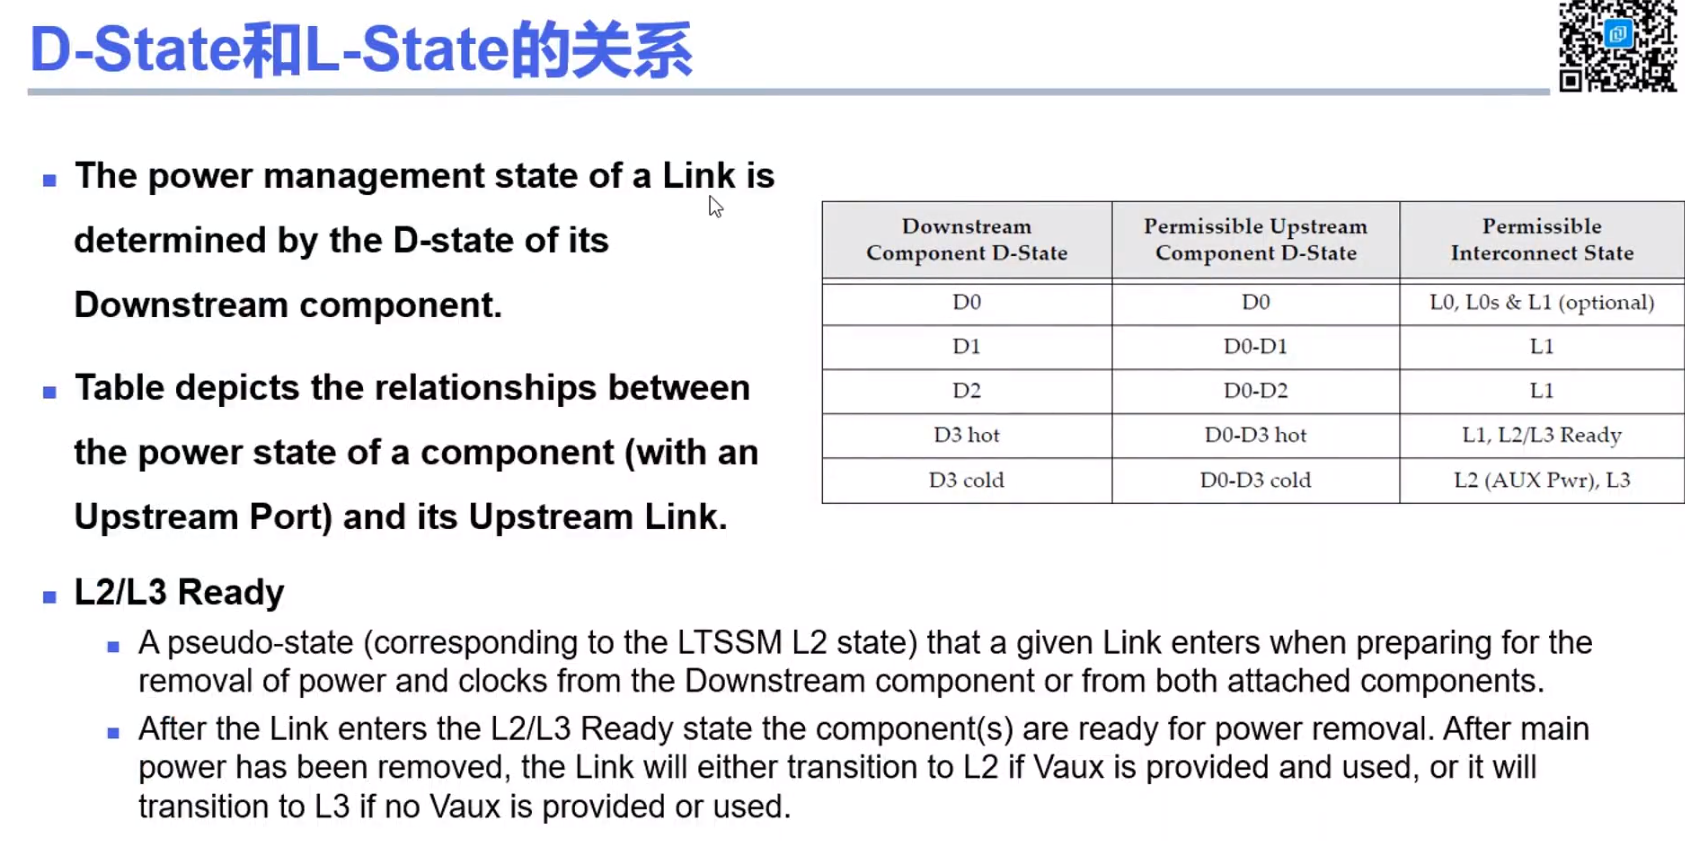 D-State和L-State的关系
The power management state of a Link is
determined by the D-state of its
Downstream component.
Table depicts the relationships between
the power state of a component (with an
Upstream Port) and its Upstream Link.
Downstream Component D-State | Permissible Upstream Component D-State | Permissible Interconnect State
D0 | D0 | L0, L0s & L1 (optional)
D1 | D0-D1 | L1
D2 | D0-D2 | L1
D3 hot | D0-D3 hot | L1, L2/L3 Ready
D3 cold | D0-D3 cold | L2 (AUX Pwr), L3
L2/L3 Ready
A pseudo-state (corresponding to the LTSSM L2 state) that a given Link enters when preparing for the
removal of power and clocks from the Downstream component or from both attached components.
After the Link enters the L2/L3 Ready state the component(s) are ready for power removal. After main
power has been removed, the Link will either transition to L2 if Vaux is provided and used, or it will
transition to L3 if no Vaux is provided or used.